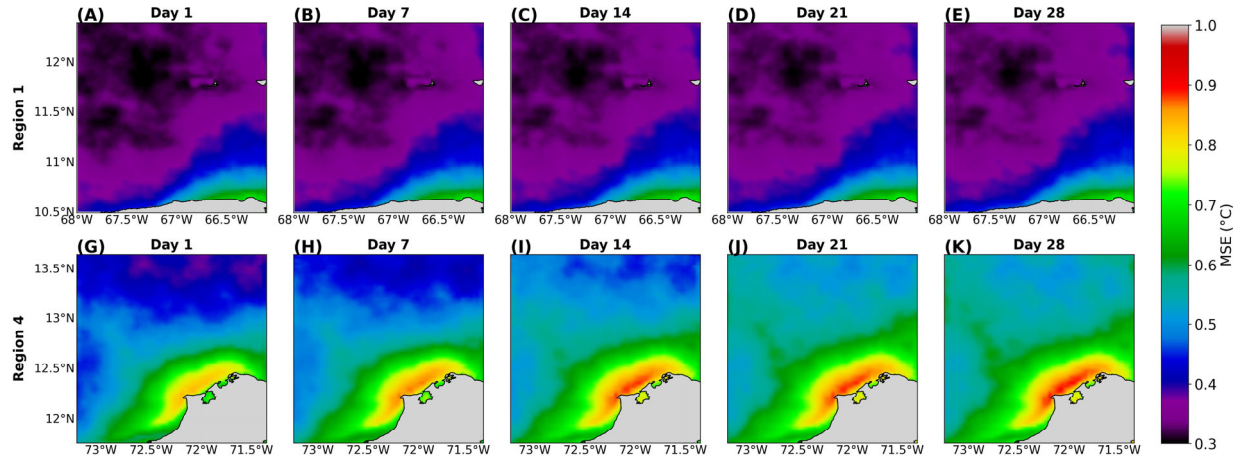 (A) Day 1
(B) Day 7
(C) Day 14
(D) Day 21
(E) Day 28
Region 1
12°N
11.5°N
11°N
10.5°N
68°W 67.5°W 67°W 66.5°W
68°W 67.5°W 67°W 66.5°W
68°W 67.5°W 67°W 66.5°W
68°W 67.5°W 67°W 66.5°W
68°W 67.5°W 67°W 66.5°W
(G) Day 1
(H) Day 7
(I) Day 14
(J) Day 21
(K) Day 28
Region 4
13.5°N
13°N
12.5°N
12°N
73°W 72.5°W 72°W 71.5°W
73°W 72.5°W 72°W 71.5°W
73°W 72.5°W 72°W 71.5°W
73°W 72.5°W 72°W 71.5°W
73°W 72.5°W 72°W 71.5°W
1.0
0.9
0.8
0.7
0.6
0.5
0.4
0.3
MSE (°C)